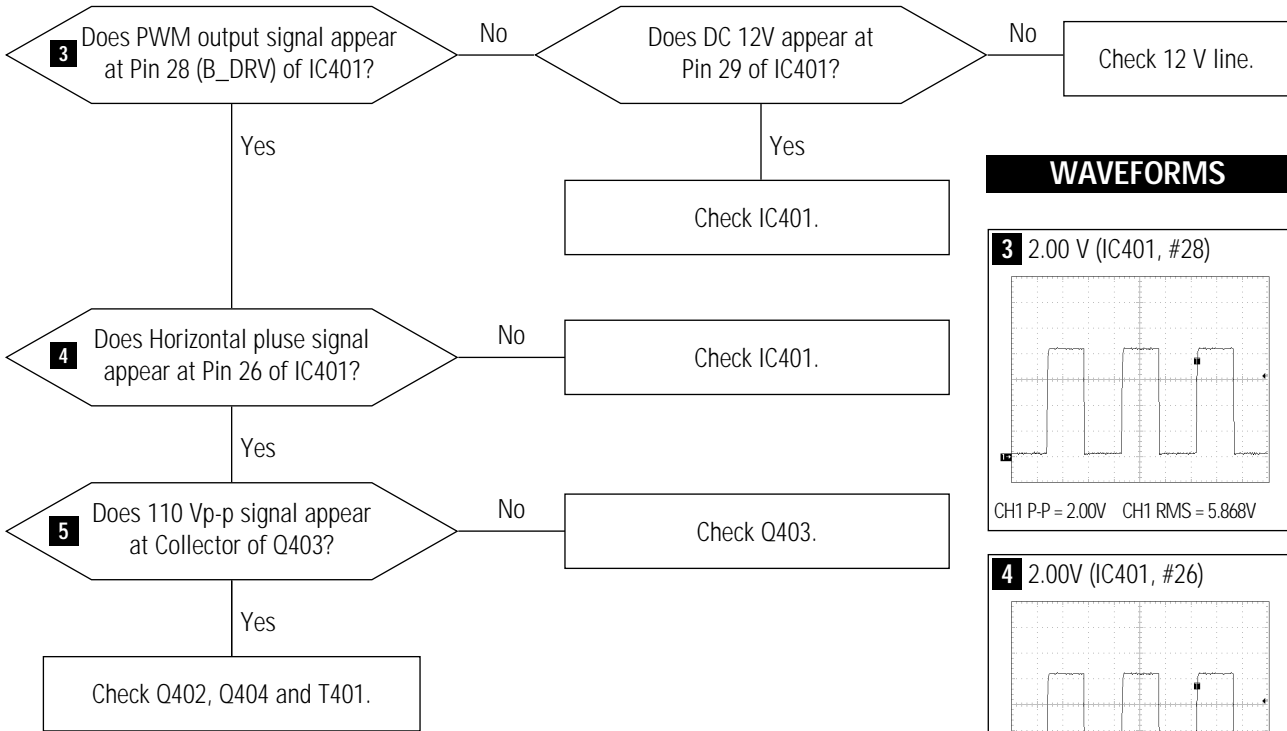 3 Does PWM output signal appear
at Pin 28 (B_DRV) of IC401?
No
Does DC 12V appear at
Pin 29 of IC401?
No
Check 12 V line.
Yes
Yes
Check IC401.
4 Does Horizontal pluse signal
appear at Pin 26 of IC401?
No
Check IC401.
Yes
5 Does 110 Vp-p signal appear
at Collector of Q403?
No
Check Q403.
Yes
Check Q402, Q404 and T401.
WAVEFORMS
3 2.00 V (IC401, #28)
CH1 P-P = 2.00V CH1 RMS = 5.868V
4 2.00V (IC401, #26)